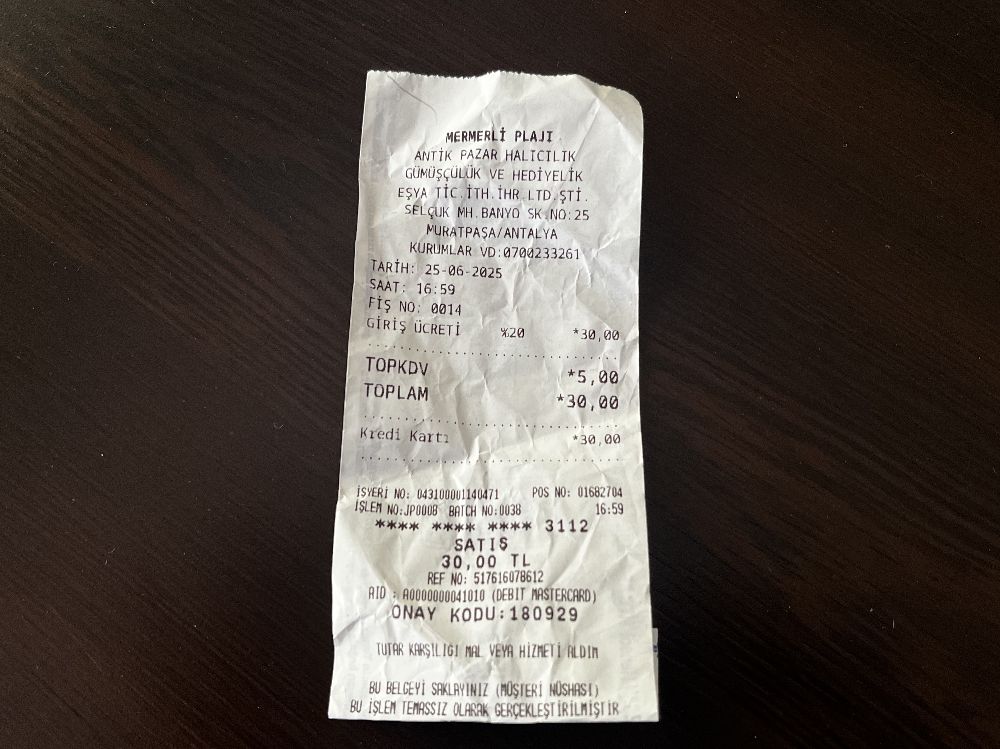 MERMERLİ PLAJI
ANTİK PAZAR HALICILIK
GÜMÜŞÇÜLÜK VE HEDİYELİK
EŞYA TİC.İTH.İHR.LTD.ŞTİ.
SELÇUK MH.BANYO SK.NO:25
MURATPAŞA/ANTALYA
KURUMLAR VD:0700233261
TARİH: 25-06-2025
SAAT: 16:59
FİŞ NO: 0014
GİRİŞ ÜCRETİ %20 *30,00
TOPKDV *5,00
TOPLAM *30,00
Kredi Kartı *30,00
İŞYERİ NO: 043100001140471 POS NO: 01682704
İŞLEM NO:JP0008 BATCH NO:0038 16:59
**** **** **** 3112
SATIŞ
30,00 TL
REF NO: 517616078612
AID : A0000000041010 (DEBIT MASTERCARD)
ONAY KODU:180929
TUTAR KARŞILIGI MAL VEYA HİZMETİ ALDIM
BU BELGEYİ SAKLAYINIZ (MÜŞTERİ NÜSHASI)
BU İŞLEM TEMASSIZ OLARAK GERÇEKLEŞTİRİLMİŞTİR